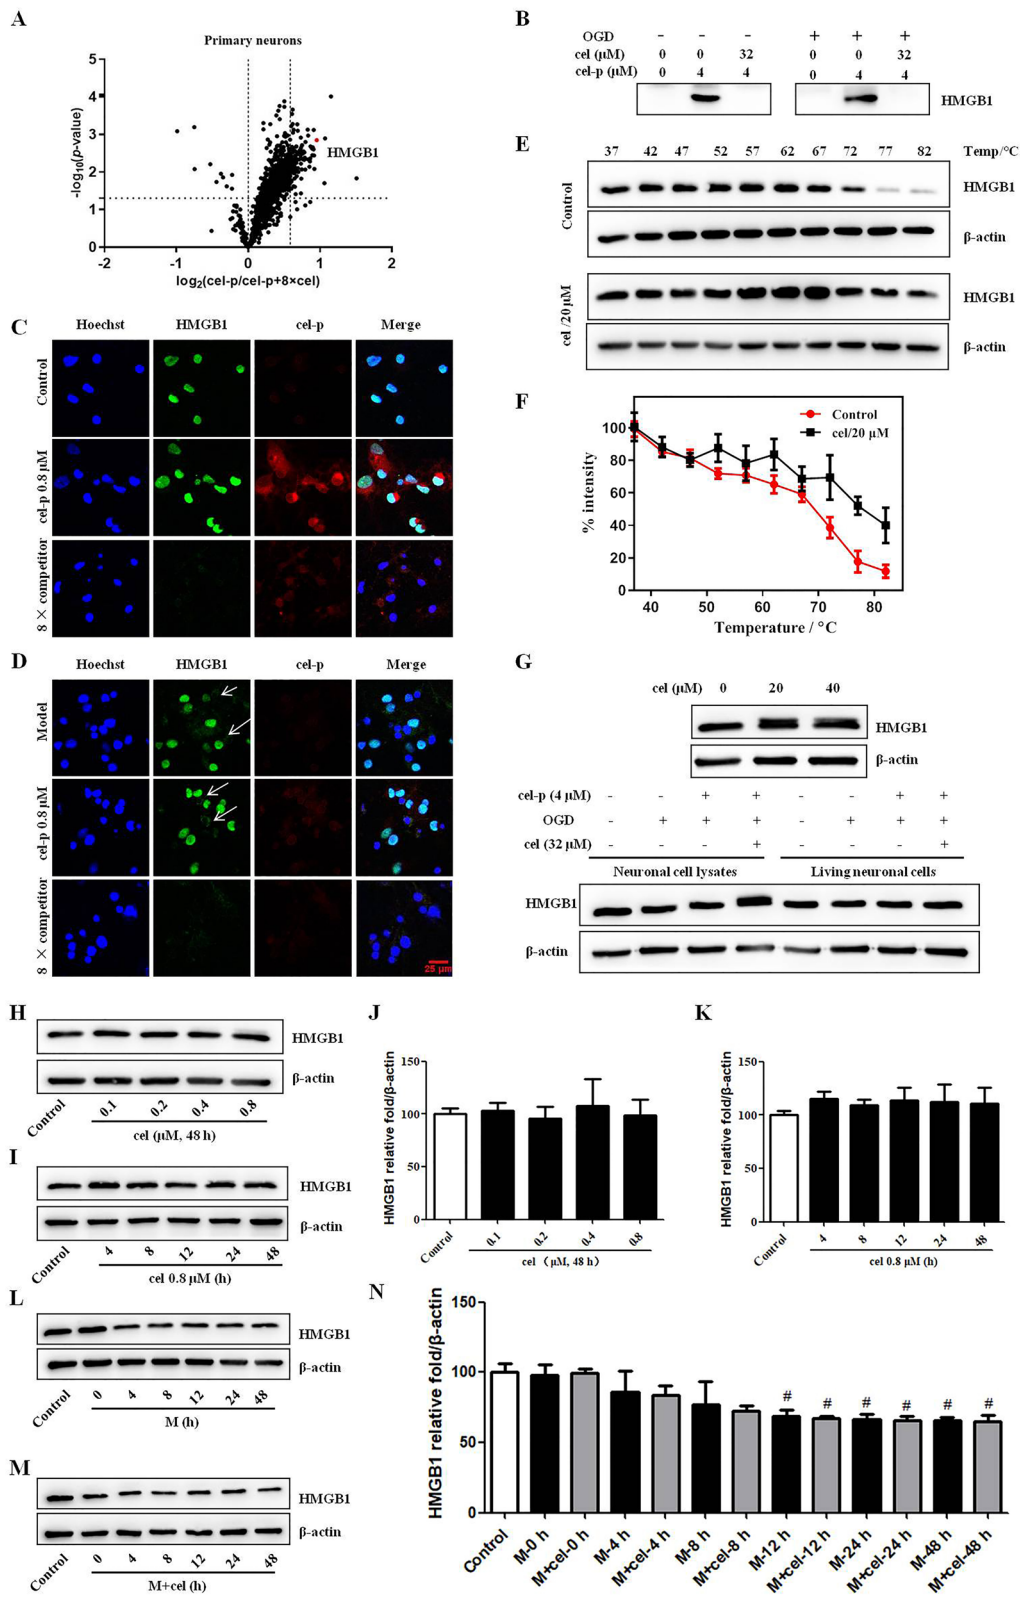 A
Primary neurons
5
4
3
2
1
0
-log10(p-value)
HMGB1
-2 -1 0 1 2
log2(cel-p/cel-p+8×cel)
B
OGD - - - + + +
cel (μM) 0 0 32 0 0 32
cel-p (μM) 0 4 4 0 4 4
HMGB1
E
37 42 47 52 57 62 67 72 77 82 Temp/°C
Control
HMGB1
β-actin
cel /20 μM
HMGB1
β-actin
C
Hoechst HMGB1 cel-p Merge
Control
cel-p 0.8 μM
8 × competitor
F
Control
cel/20 μM
100
80
60
40
20
0
% intensity
40 50 60 70 80
Temperature / °C
D
Hoechst HMGB1 cel-p Merge
Model
cel-p 0.8 μM
8 × competitor
25 μm
G
cel (μM) 0 20 40
HMGB1
β-actin
cel-p (4 μM) - - + + - - + +
OGD - + + + - + + +
cel (32 μM) - - - + - - - +
Neuronal cell lysates Living neuronal cells
HMGB1
β-actin
H
HMGB1
β-actin
Control 0.1 0.2 0.4 0.8
cel (μM, 48 h)
I
HMGB1
β-actin
Control 4 8 12 24 48
cel 0.8 μM (h)
J
HMGB1 relative fold/β-actin
150
100
50
0
Control 0.1 0.2 0.4 0.8
cel （μM, 48 h）
K
HMGB1 relative fold/β-actin
150
100
50
0
Control 4 8 12 24 48
cel 0.8 μM (h)
L
HMGB1
β-actin
Control 0 4 8 12 24 48
M (h)
M
HMGB1
β-actin
Control 0 4 8 12 24 48
M+cel (h)
N
HMGB1 relative fold/β-actin
150
100
50
0
# # # # # #
Control M-0 h M+cel-0 h M-4 h M+cel-4 h M-8 h M+cel-8 h M-12 h M+cel-12 h M-24 h M+cel-24 h M-48 h M+cel-48 h